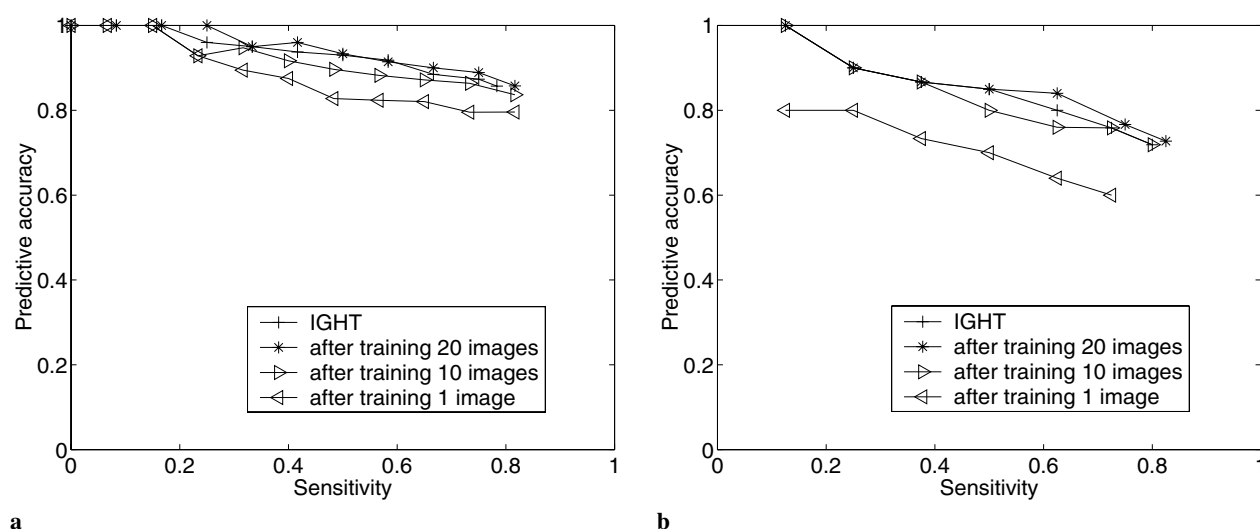 1
0.8
0.6
0.4
0.2
0
0
0.2
0.4
0.6
0.8
1
Sensitivity
Predictive accuracy
IGHT
after training 20 images
after training 10 images
after training 1 image
a
1
0.8
0.6
0.4
0.2
0
0
0.2
0.4
0.6
0.8
1
Sensitivity
Predictive accuracy
IGHT
after training 20 images
after training 10 images
after training 1 image
b